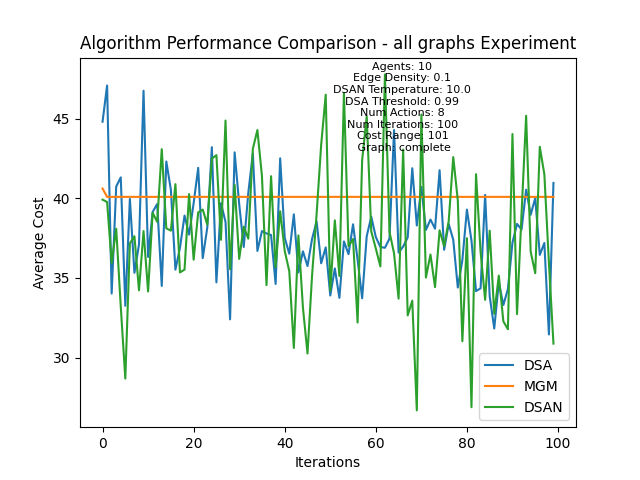 Algorithm Performance Comparison - all graphs Experiment
Agents: 10
Edge Density: 0.1
DSAN Temperature: 10.0
DSA Threshold: 0.99
Num Actions: 8
Num Iterations: 100
Cost Range: 101
Graph: complete
Average Cost
45
40
35
30
0
20
40
60
80
100
Iterations
DSA
MGM
DSAN